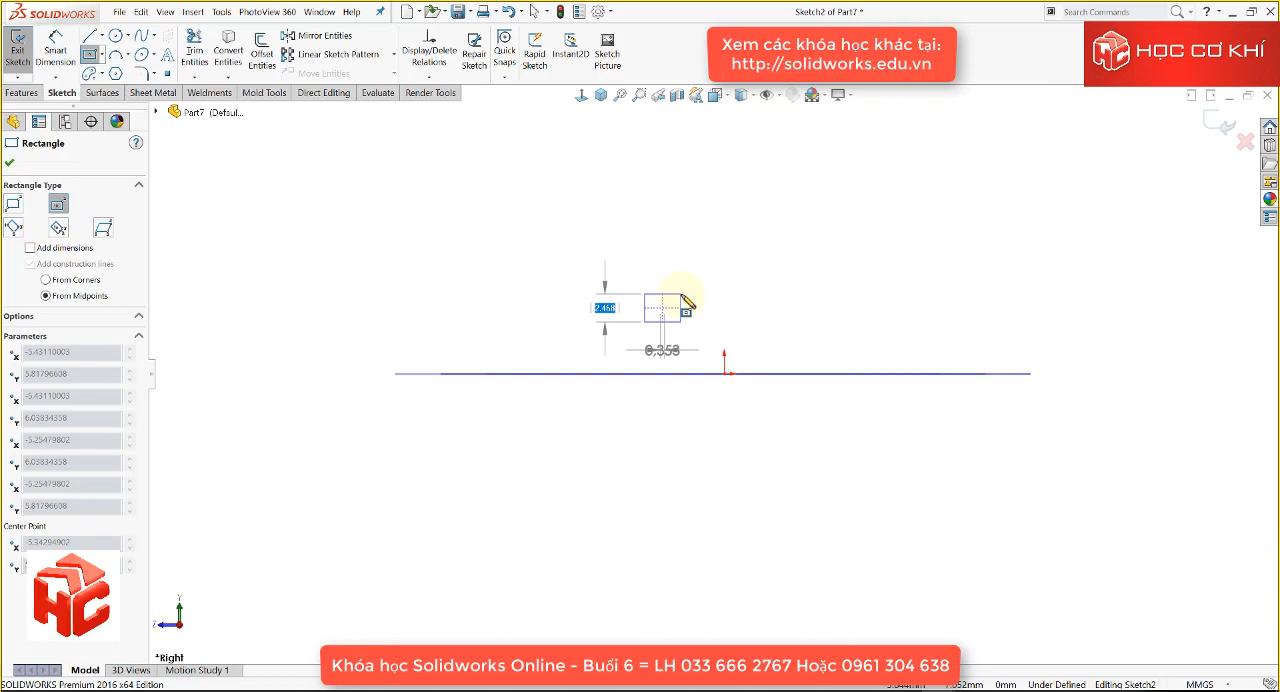 SOLIDWORKS
File Edit View Insert Tools PhotoView 360 Window Help
Sketch2 of Part7 *
Search Commands
Exit Sketch
Smart Dimension
Trim Entities
Convert Entities
Offset Entities
Mirror Entities
Linear Sketch Pattern
Move Entities
Display/Delete Relations
Repair Sketch
Quick Snaps
Rapid Sketch
Instant2D
Sketch Picture
Xem các khóa học khác tại:
http://solidworks.edu.vn
HỌC CƠ KHÍ
Features Sketch Surfaces Sheet Metal Weldments Mold Tools Direct Editing Evaluate Render Tools
Part7 (Defaul...
Rectangle
Rectangle Type
Add dimensions
Add construction lines
From Corners
From Midpoints
Options
Parameters
-5.43110003
5.81796608
-5.43110003
6.03834358
-5.25479802
6.03834358
-5.25479802
5.81796608
Center Point
-5.34294902
2.468
Y
Z
*Right
Model 3D Views Motion Study 1
Khóa học Solidworks Online - Buổi 6 = LH 033 666 2767 Hoặc 0961 304 638
SOLIDWORKS Premium 2016 x64 Edition
0mm Under Defined Editing Sketch2 MMGS